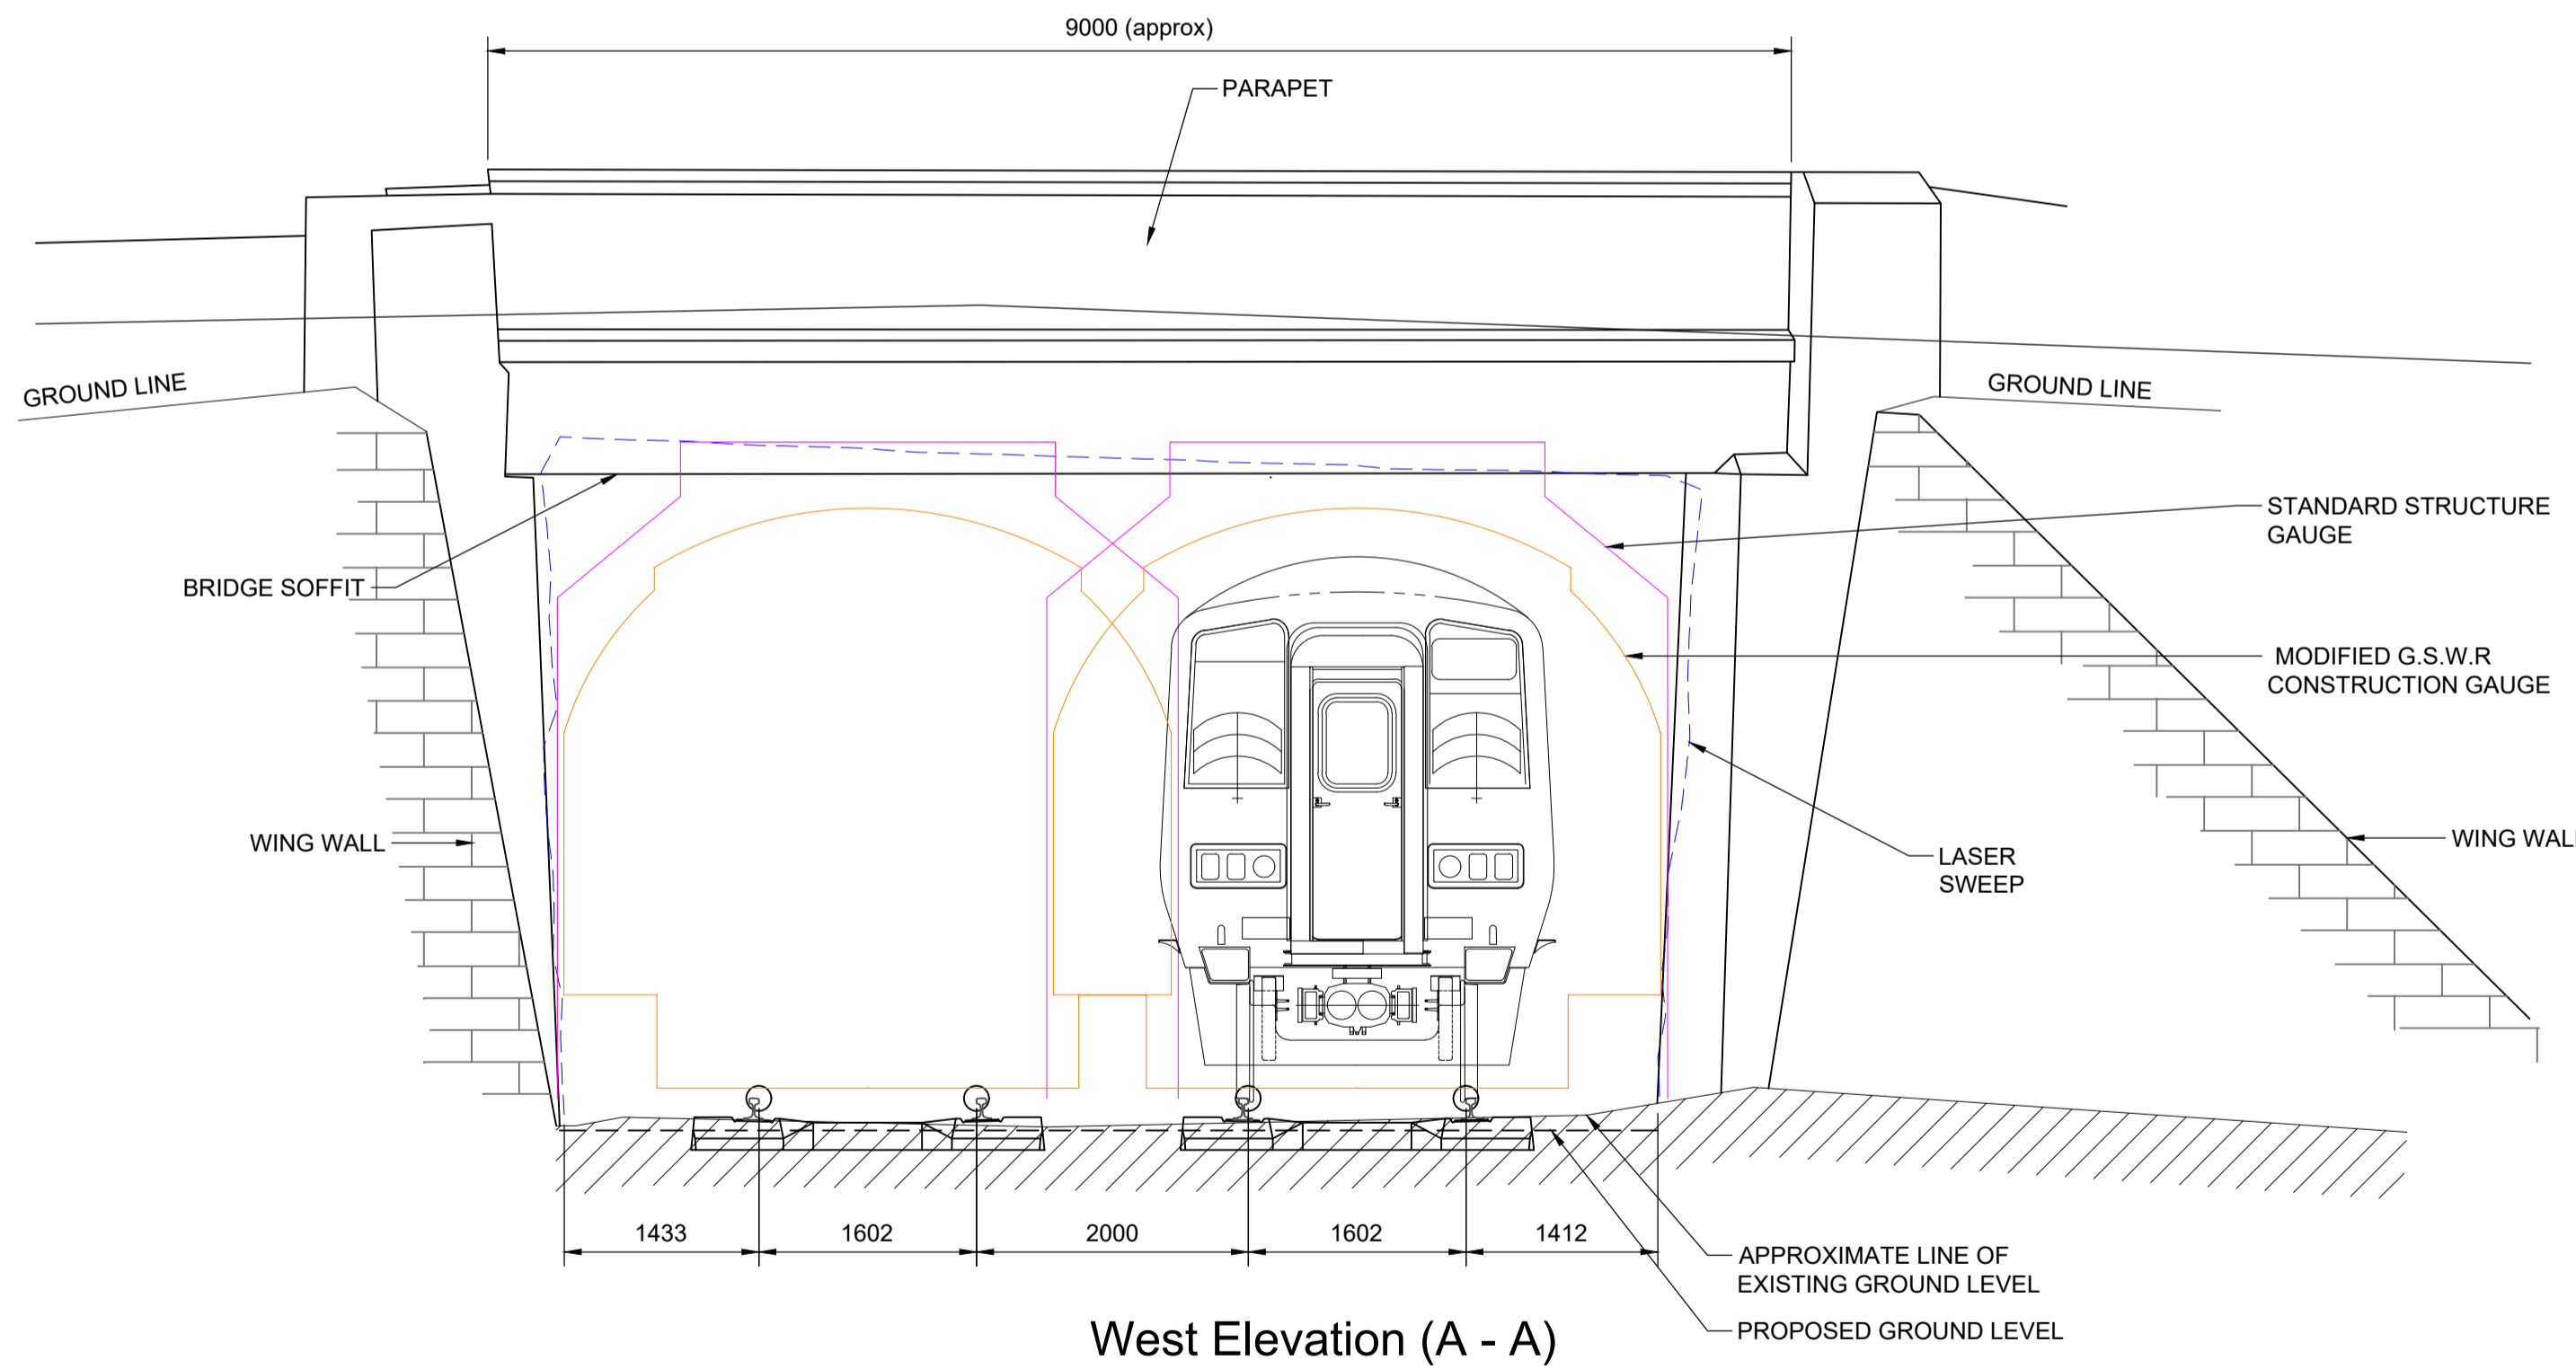 9000 (approx)
PARAPET
GROUND LINE
GROUND LINE
STANDARD STRUCTURE
GAUGE
BRIDGE SOFFIT
MODIFIED G.S.W.R
CONSTRUCTION GAUGE
WING WALL
LASER
SWEEP
WING WALL
1433
1602
2000
1602
1412
APPROXIMATE LINE OF
EXISTING GROUND LEVEL
PROPOSED GROUND LEVEL
West Elevation (A - A)